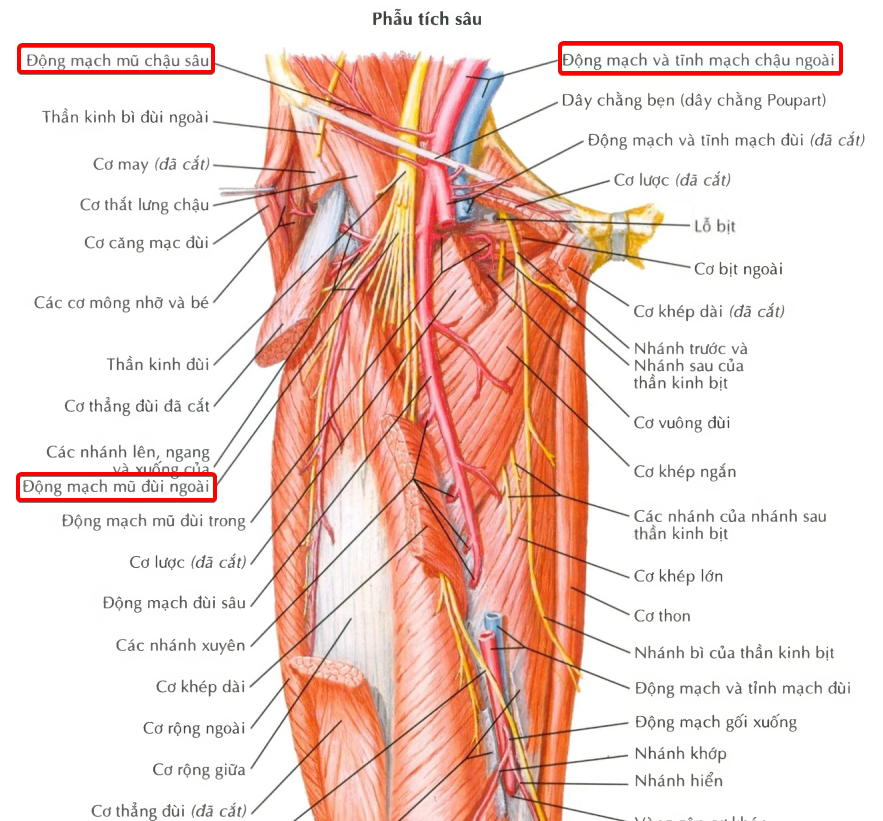 Phẫu tích sâu
Động mạch mũ chậu sâu
Thần kinh bì đùi ngoài
Cơ may (đã cắt)
Cơ thắt lưng chậu
Cơ căng mạc đùi
Các cơ mông nhỡ và bé
Thần kinh đùi
Cơ thẳng đùi đã cắt
Các nhánh lên, ngang
và xuống của
Động mạch mũ đùi ngoài
Động mạch mũ đùi trong
Cơ lược (đã cắt)
Động mạch đùi sâu
Các nhánh xuyên
Cơ khép dài
Cơ rộng ngoài
Cơ rộng giữa
Cơ thẳng đùi (đã cắt)
Động mạch và tĩnh mạch chậu ngoài
Dây chằng bẹn (dây chằng Poupart)
Động mạch và tĩnh mạch đùi (đã cắt)
Cơ lược (đã cắt)
Lỗ bịt
Cơ bịt ngoài
Cơ khép dài (đã cắt)
Nhánh trước và
Nhánh sau của
thần kinh bịt
Cơ vuông đùi
Cơ khép ngắn
Các nhánh của nhánh sau
thần kinh bịt
Cơ khép lớn
Cơ thon
Nhánh bì của thần kinh bịt
Động mạch và tỉnh mạch đùi
Động mạch gối xuống
Nhánh khớp
Nhánh hiển